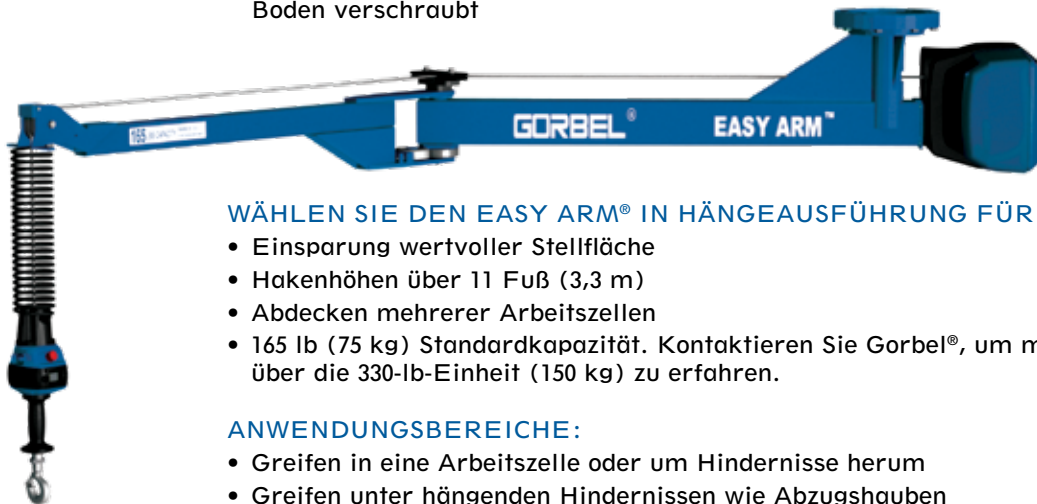 Boden verschraubt
GORBEL® EASY ARM™
165
WÄHLEN SIE DEN EASY ARM® IN HÄNGEAUSFÜHRUNG FÜR
• Einsparung wertvoller Stellfläche
• Hakenhöhen über 11 Fuß (3,3 m)
• Abdecken mehrerer Arbeitszellen
• 165 lb (75 kg) Standardkapazität. Kontaktieren Sie Gorbel®, um m
über die 330-lb-Einheit (150 kg) zu erfahren.
ANWENDUNGSBEREICHE:
• Greifen in eine Arbeitszelle oder um Hindernisse herum
• Greifen unter hängenden Hindernissen wie Abzugshauben